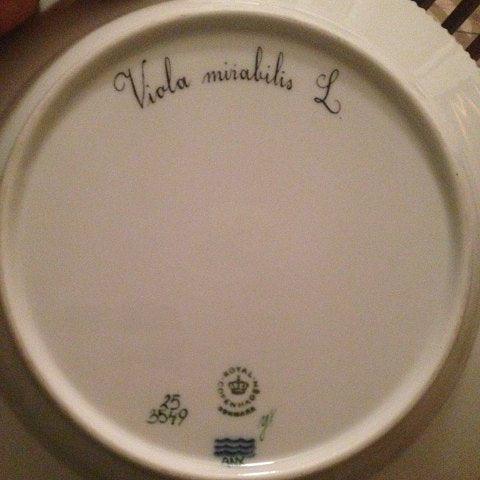 Viola mirabilis L.
ROYAL
COPENHAGEN
DENMARK
25
3549